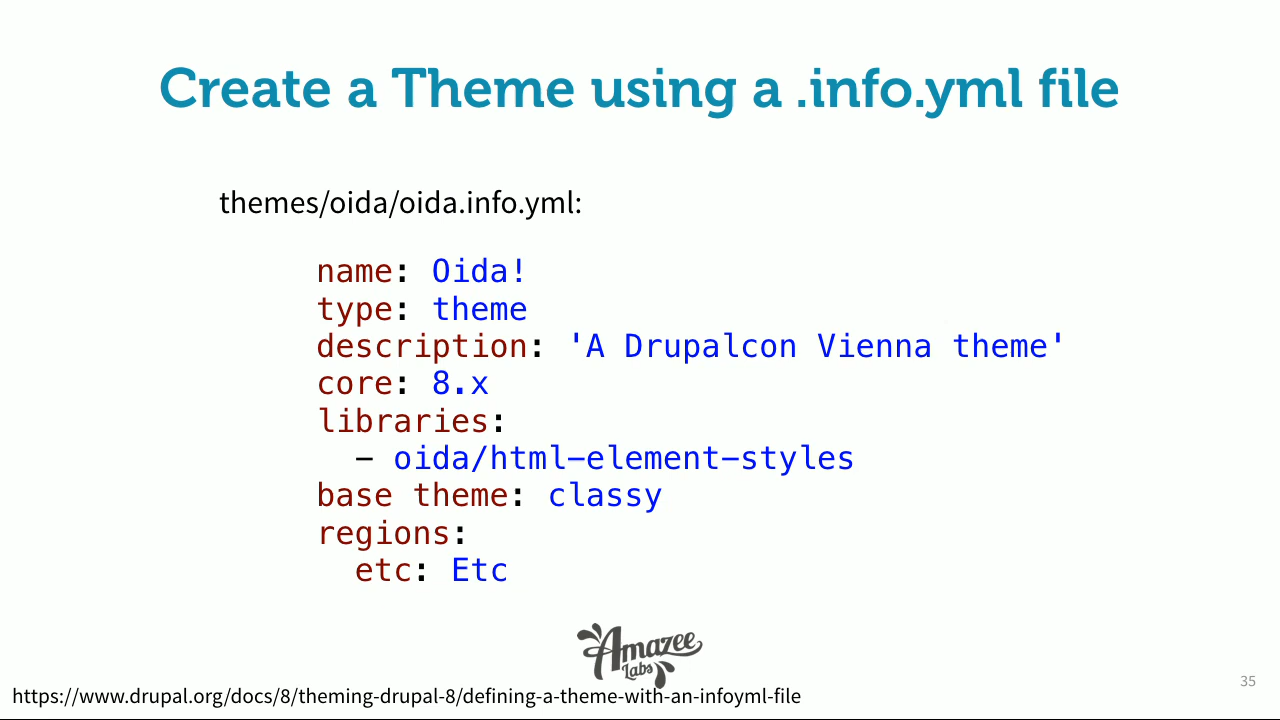 Create a Theme using a .info.yml file
themes/oida/oida.info.yml:
name: Oida!
type: theme
description: 'A Drupalcon Vienna theme'
core: 8.x
libraries:
  - oida/html-element-styles
base theme: classy
regions:
  etc: Etc
Amazee
Labs
35
https://www.drupal.org/docs/8/theming-drupal-8/defining-a-theme-with-an-infoyml-file